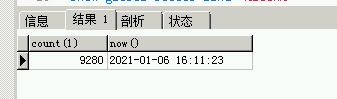 信息 结果 1 剖析 状态
count(1) now()
9280 2021-01-06 16:11:23